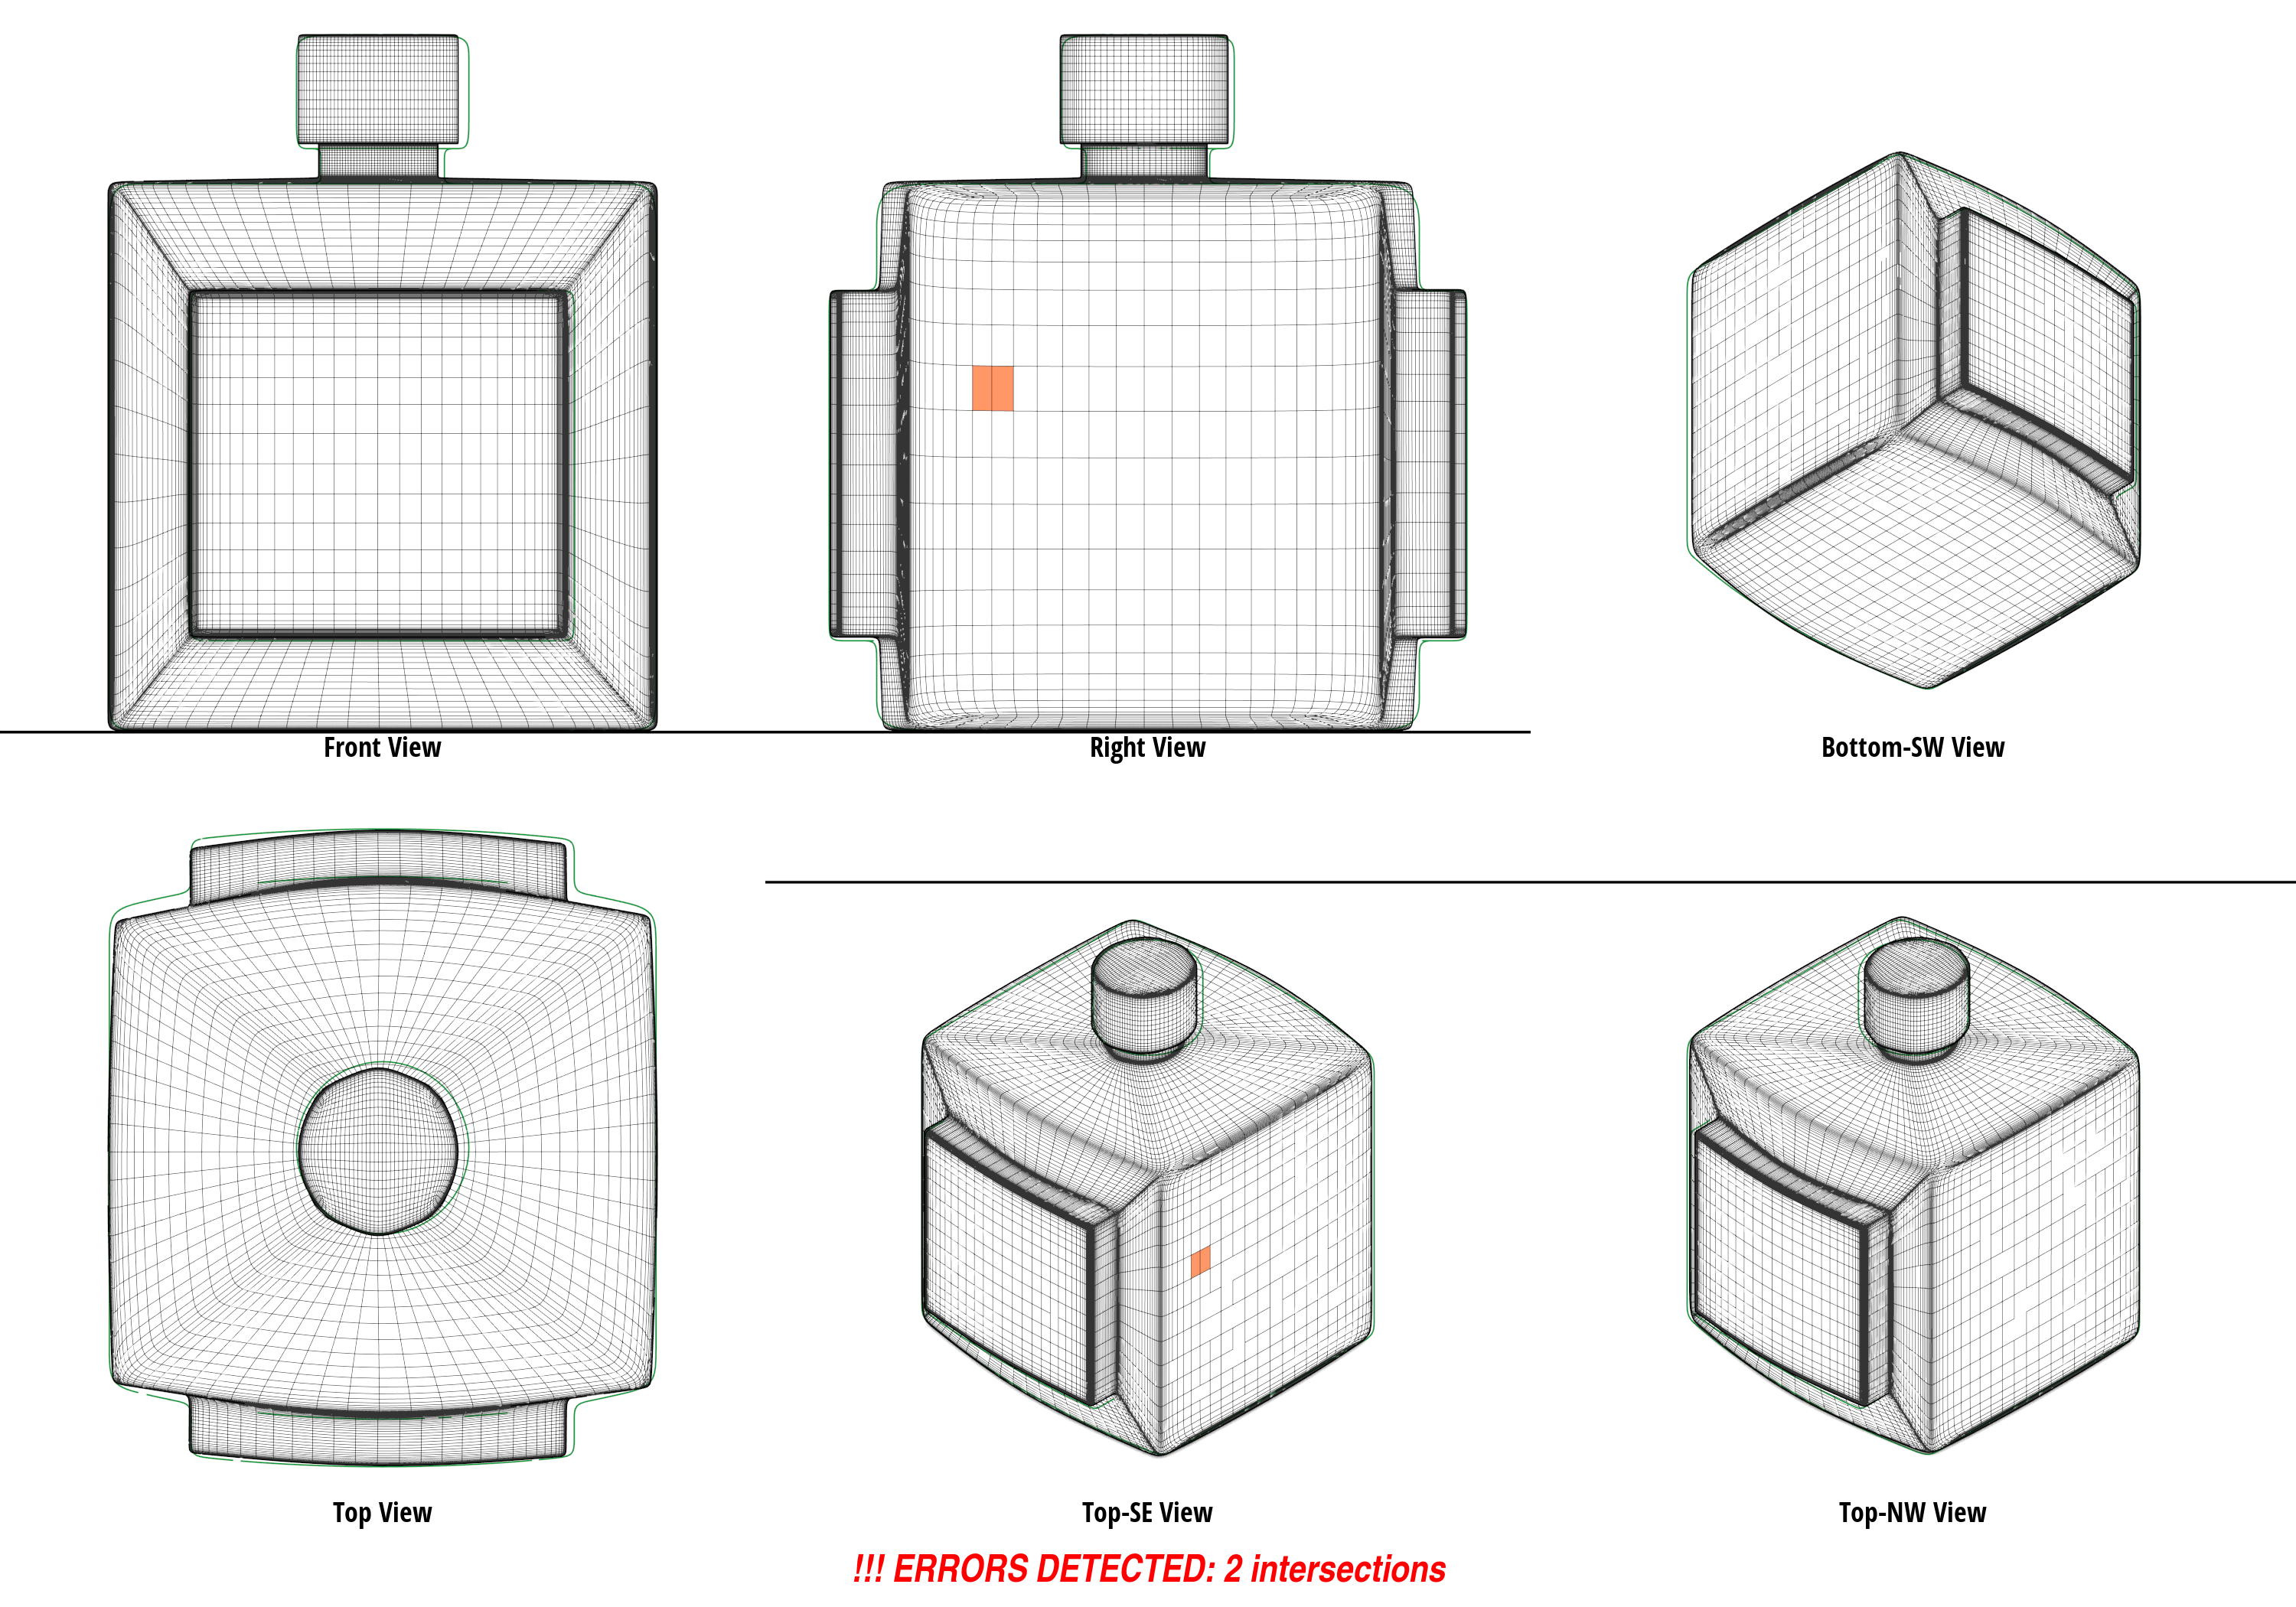 Front View
Right View
Bottom-SW View
Top View
Top-SE View
Top-NW View
!!! ERRORS DETECTED: 2 intersections